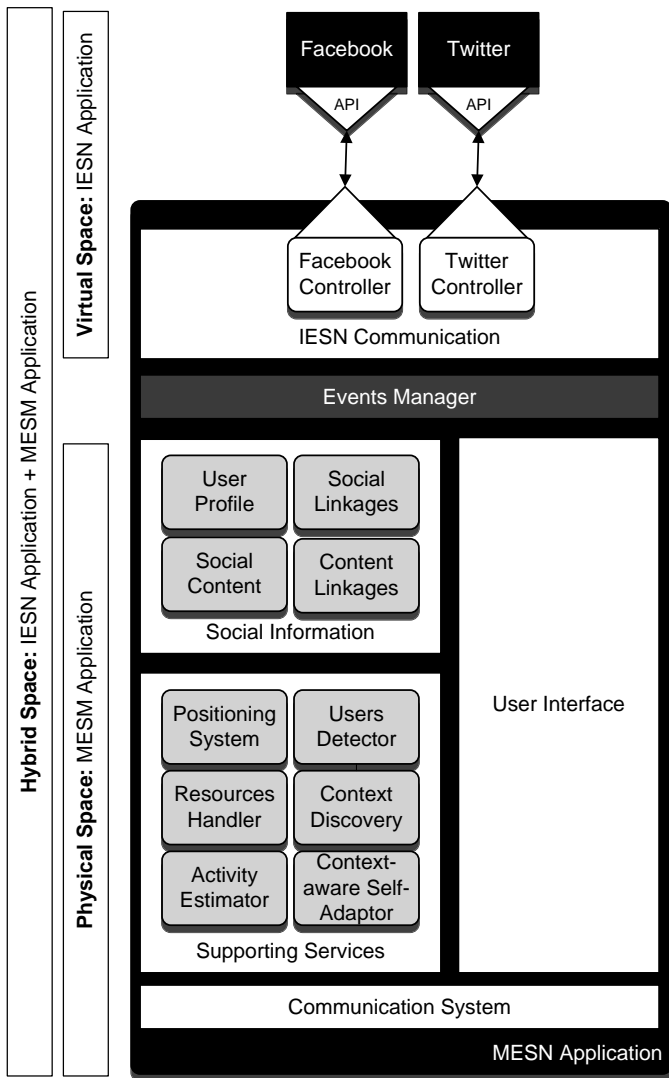 Hybrid Space: IESN Application + MESM Application
Virtual Space: IESN Application
Physical Space: MESM Application
Facebook
Twitter
API
API
Facebook
Controller
Twitter
Controller
IESN Communication
Events Manager
User
Profile
Social
Linkages
Social
Content
Content
Linkages
Social Information
Positioning
System
Users
Detector
Resources
Handler
Context
Discovery
Activity
Estimator
Context-
aware Self-
Adaptor
Supporting Services
User Interface
Communication System
MESN Application